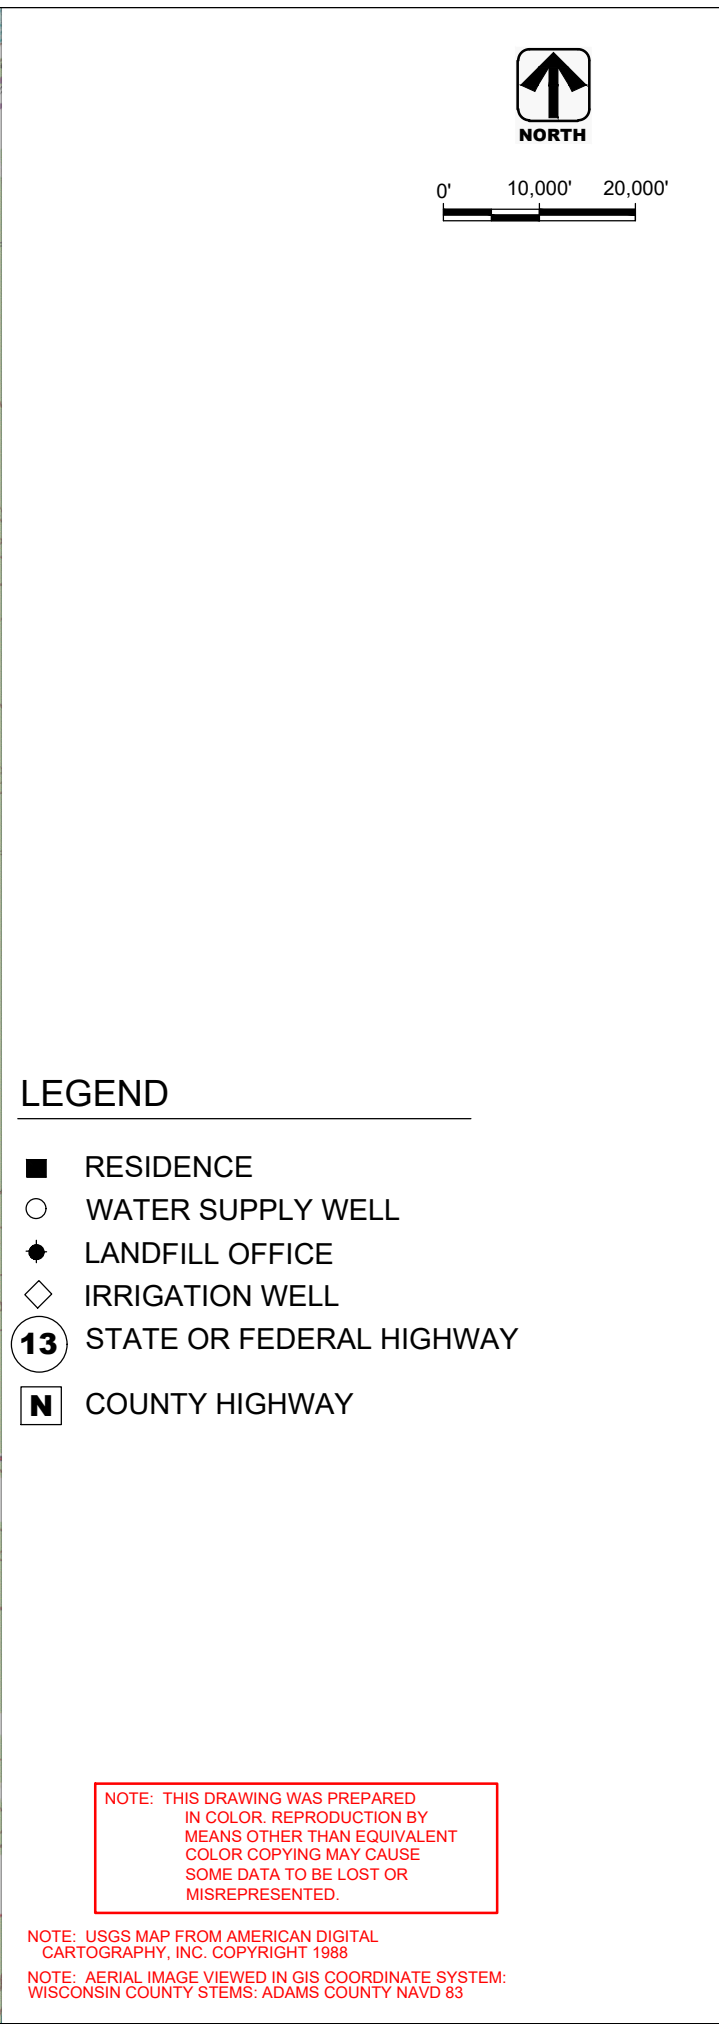 NORTH
0' 10,000' 20,000'
LEGEND
RESIDENCE
WATER SUPPLY WELL
LANDFILL OFFICE
IRRIGATION WELL
13 STATE OR FEDERAL HIGHWAY
N COUNTY HIGHWAY
NOTE: THIS DRAWING WAS PREPARED
IN COLOR. REPRODUCTION BY
MEANS OTHER THAN EQUIVALENT
COLOR COPYING MAY CAUSE
SOME DATA TO BE LOST OR
MISREPRESENTED.
NOTE: USGS MAP FROM AMERICAN DIGITAL
CARTOGRAPHY, INC. COPYRIGHT 1988
NOTE: AERIAL IMAGE VIEWED IN GIS COORDINATE SYSTEM:
WISCONSIN COUNTY STEMS: ADAMS COUNTY NAVD 83